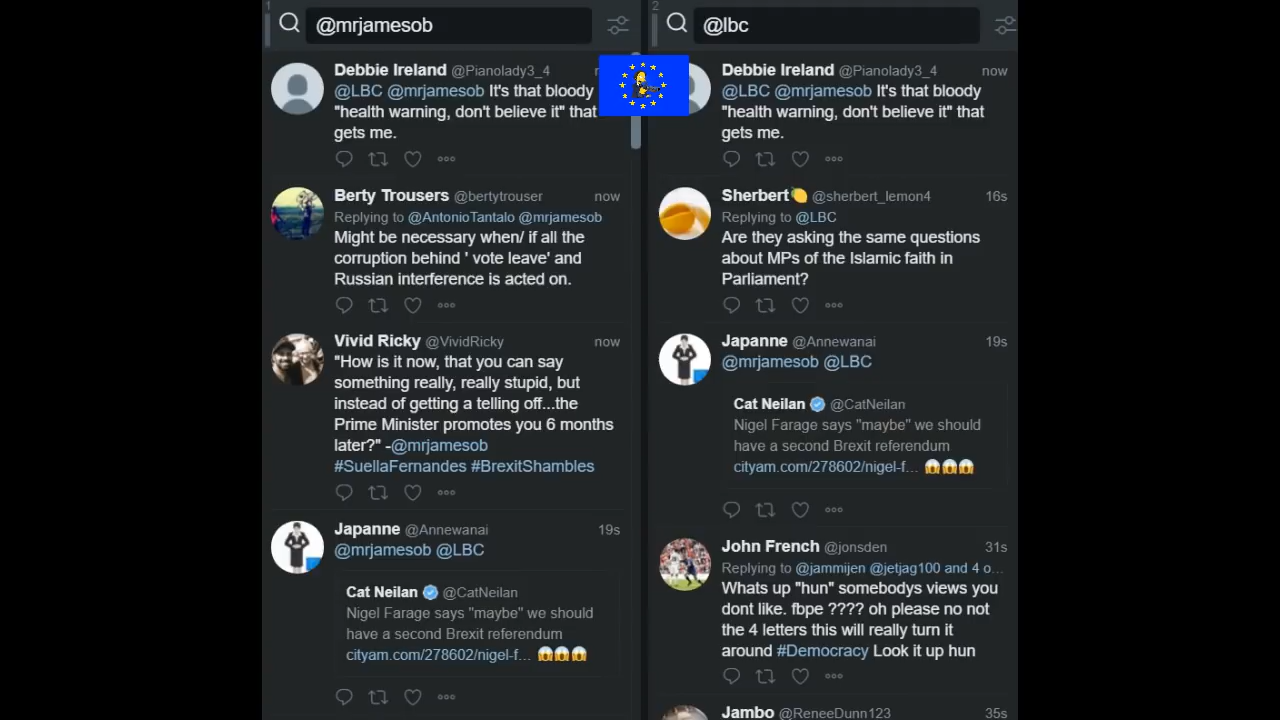 1
@mrjamesob
Debbie Ireland @Pianolady3_4
@LBC @mrjamesob It's that bloody
"health warning, don't believe it" that
gets me.
Berty Trousers @bertytrouser now
Replying to @AntonioTantalo @mrjamesob
Might be necessary when/ if all the
corruption behind ' vote leave' and
Russian interference is acted on.
Vivid Ricky @VividRicky now
"How is it now, that you can say
something really, really stupid, but
instead of getting a telling off...the
Prime Minister promotes you 6 months
later?" -@mrjamesob
#SuellaFernandes #BrexitShambles
Japanne @Annewanai 19s
@mrjamesob @LBC
Cat Neilan @CatNeilan
Nigel Farage says "maybe" we should
have a second Brexit referendum
cityam.com/278602/nigel-f... 😱😱😱
2
@lbc
Debbie Ireland @Pianolady3_4 now
@LBC @mrjamesob It's that bloody
"health warning, don't believe it" that
gets me.
Sherbert🍋 @sherbert_lemon4 16s
Replying to @LBC
Are they asking the same questions
about MPs of the Islamic faith in
Parliament?
Japanne @Annewanai 19s
@mrjamesob @LBC
Cat Neilan @CatNeilan
Nigel Farage says "maybe" we should
have a second Brexit referendum
cityam.com/278602/nigel-f... 😱😱😱
John French @jonsden 31s
Replying to @jammijen @jetjag100 and 4 o...
Whats up "hun" somebodys views you
dont like. fbpe ???? oh please no not
the 4 letters this will really turn it
around #Democracy Look it up hun
Jambo @ReneeDunn123 35s